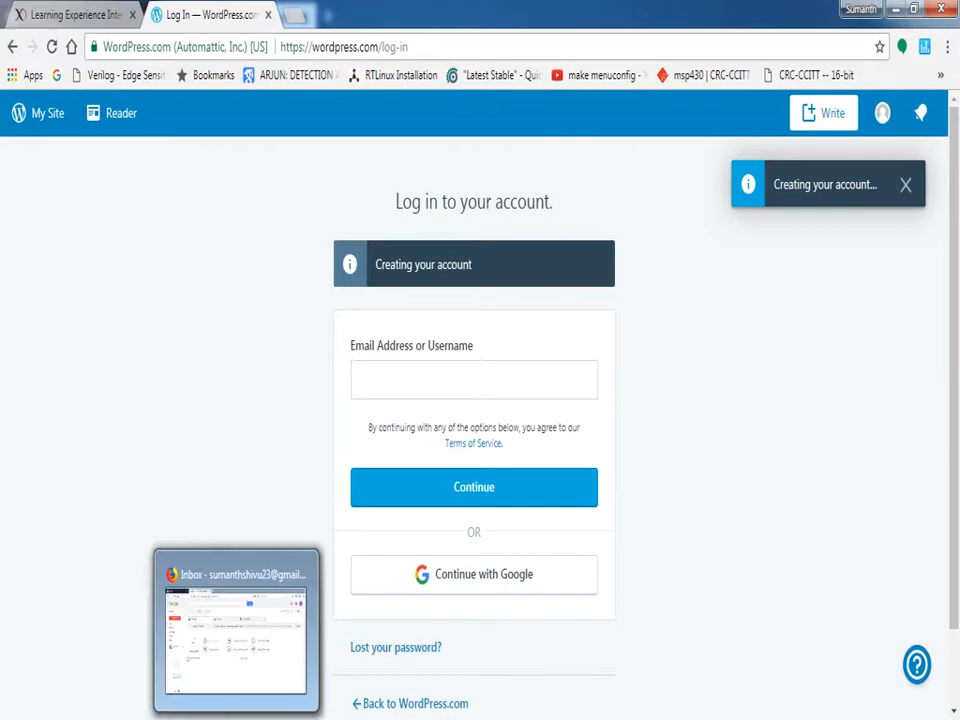 Learning Experience Inte
Log In — WordPress.com
Sumanth
WordPress.com (Automattic, Inc.) [US]
https://wordpress.com/log-in
Apps
Verilog - Edge Sensit
Bookmarks
ARJUN: DETECTION A
RTLinux Installation
"Latest Stable" - Quic
make menuconfig -
msp430 | CRC-CCITT
CRC-CCITT -- 16-bit
»
My Site
Reader
Write
Creating your account...
X
Log in to your account.
Creating your account
Email Address or Username
By continuing with any of the options below, you agree to our
Terms of Service.
Continue
OR
Continue with Google
Inbox - sumanthshivu23@gmail...
Lost your password?
Back to WordPress.com